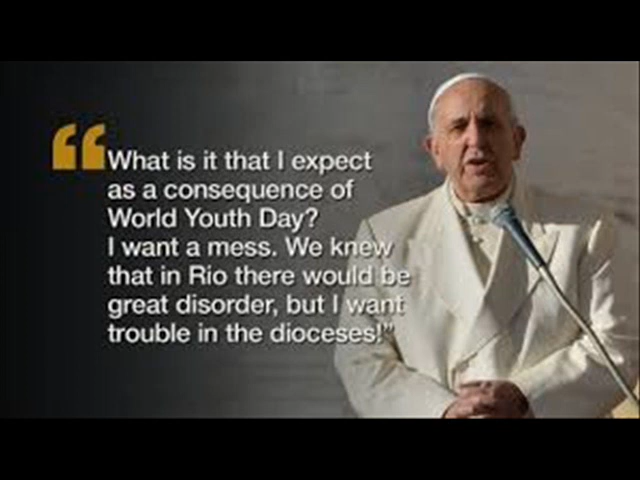 “What is it that I expect
as a consequence of
World Youth Day?
I want a mess. We knew
that in Rio there would be
great disorder, but I want
trouble in the dioceses!”